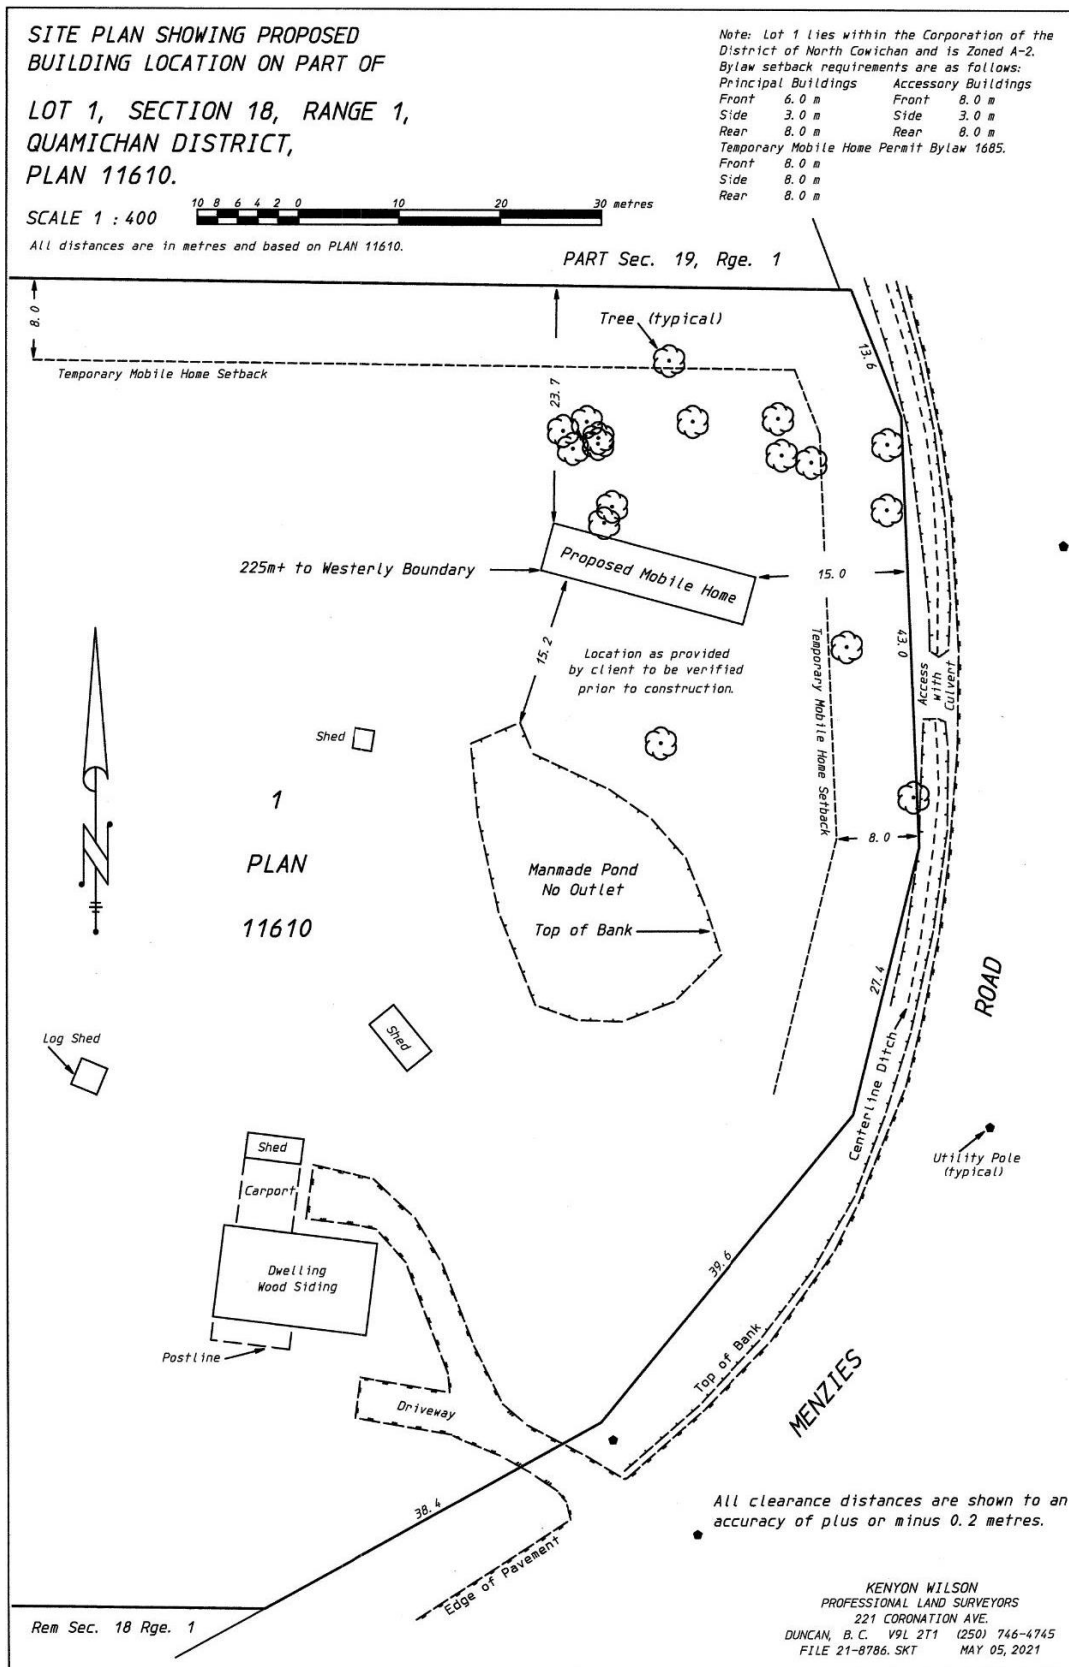 SITE PLAN SHOWING PROPOSED
BUILDING LOCATION ON PART OF
LOT 1, SECTION 18, RANGE 1,
QUAMICHAN DISTRICT,
PLAN 11610.
SCALE 1 : 400
10 8 6 4 2 0 10 20 30 metres
All distances are in metres and based on PLAN 11610.
Note: Lot 1 lies within the Corporation of the
District of North Cowichan and is Zoned A-2.
Bylaw setback requirements are as follows:
Principal Buildings Accessory Buildings
Front 6.0 m Front 8.0 m
Side 3.0 m Side 3.0 m
Rear 8.0 m Rear 8.0 m
Temporary Mobile Home Permit Bylaw 1685.
Front 8.0 m
Side 8.0 m
Rear 8.0 m
PART Sec. 19, Rge. 1
8.0
Tree (typical)
13.6
Temporary Mobile Home Setback
23.7
225m+ to Westerly Boundary
Proposed Mobile Home
15.0
15.2
Location as provided
by client to be verified
prior to construction.
Temporary Mobile Home Setback
43.0
Access
with
Culvert
Shed
1
PLAN
11610
8.0
Manmade Pond
No Outlet
Top of Bank
27.4
ROAD
Log Shed
Shed
Centerline Ditch
Utility Pole
(typical)
Shed
Carport
Dwelling
Wood Siding
Postline
39.6
Top of Bank
MENZIES
Driveway
38.4
Edge of Pavement
All clearance distances are shown to an
accuracy of plus or minus 0.2 metres.
Rem Sec. 18 Rge. 1
KENYON WILSON
PROFESSIONAL LAND SURVEYORS
221 CORONATION AVE.
DUNCAN, B.C. V9L 2T1 (250) 746-4745
FILE 21-8786.SKT MAY 05, 2021